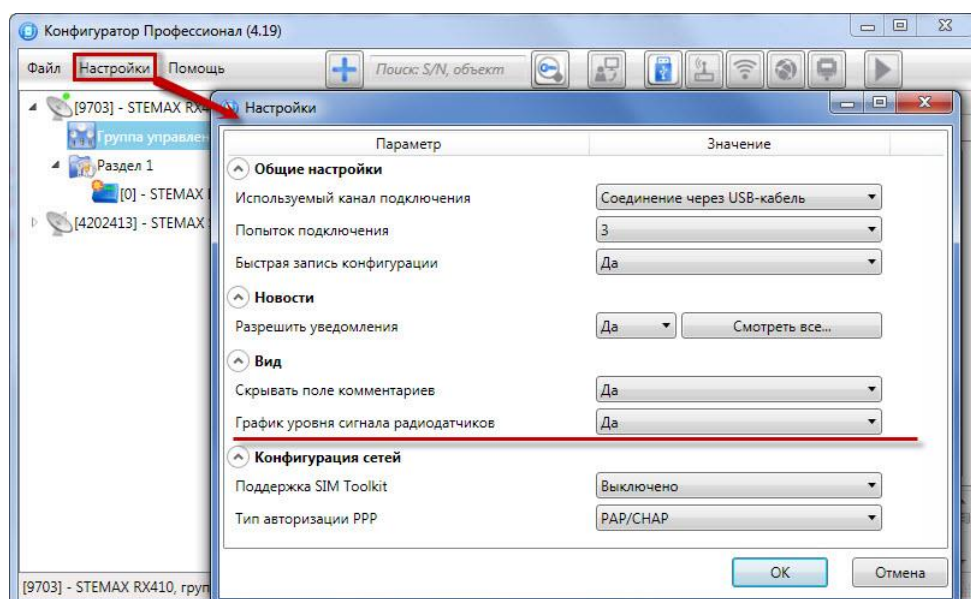 Конфигуратор Профессионал (4.19)
Файл Настройки Помощь Поиск: S/N, объект
[9703] - STEMAX
Настройки
Группа
Раздел 1
[0] - STEMAX
[4202413] - STEMAX
Параметр Значение
Общие настройки
Используемый канал подключения Соединение через USB-кабель
Попыток подключения 3
Быстрая запись конфигурации Да
Новости
Разрешить уведомления Да Смотреть все...
Вид
Скрывать поле комментариев Да
График уровня сигнала радиодатчиков Да
Конфигурация сетей
Поддержка SIM Toolkit Выключено
Тип авторизации PPP PAP/CHAP
OK Отмена
[9703] - STEMAX RX410,